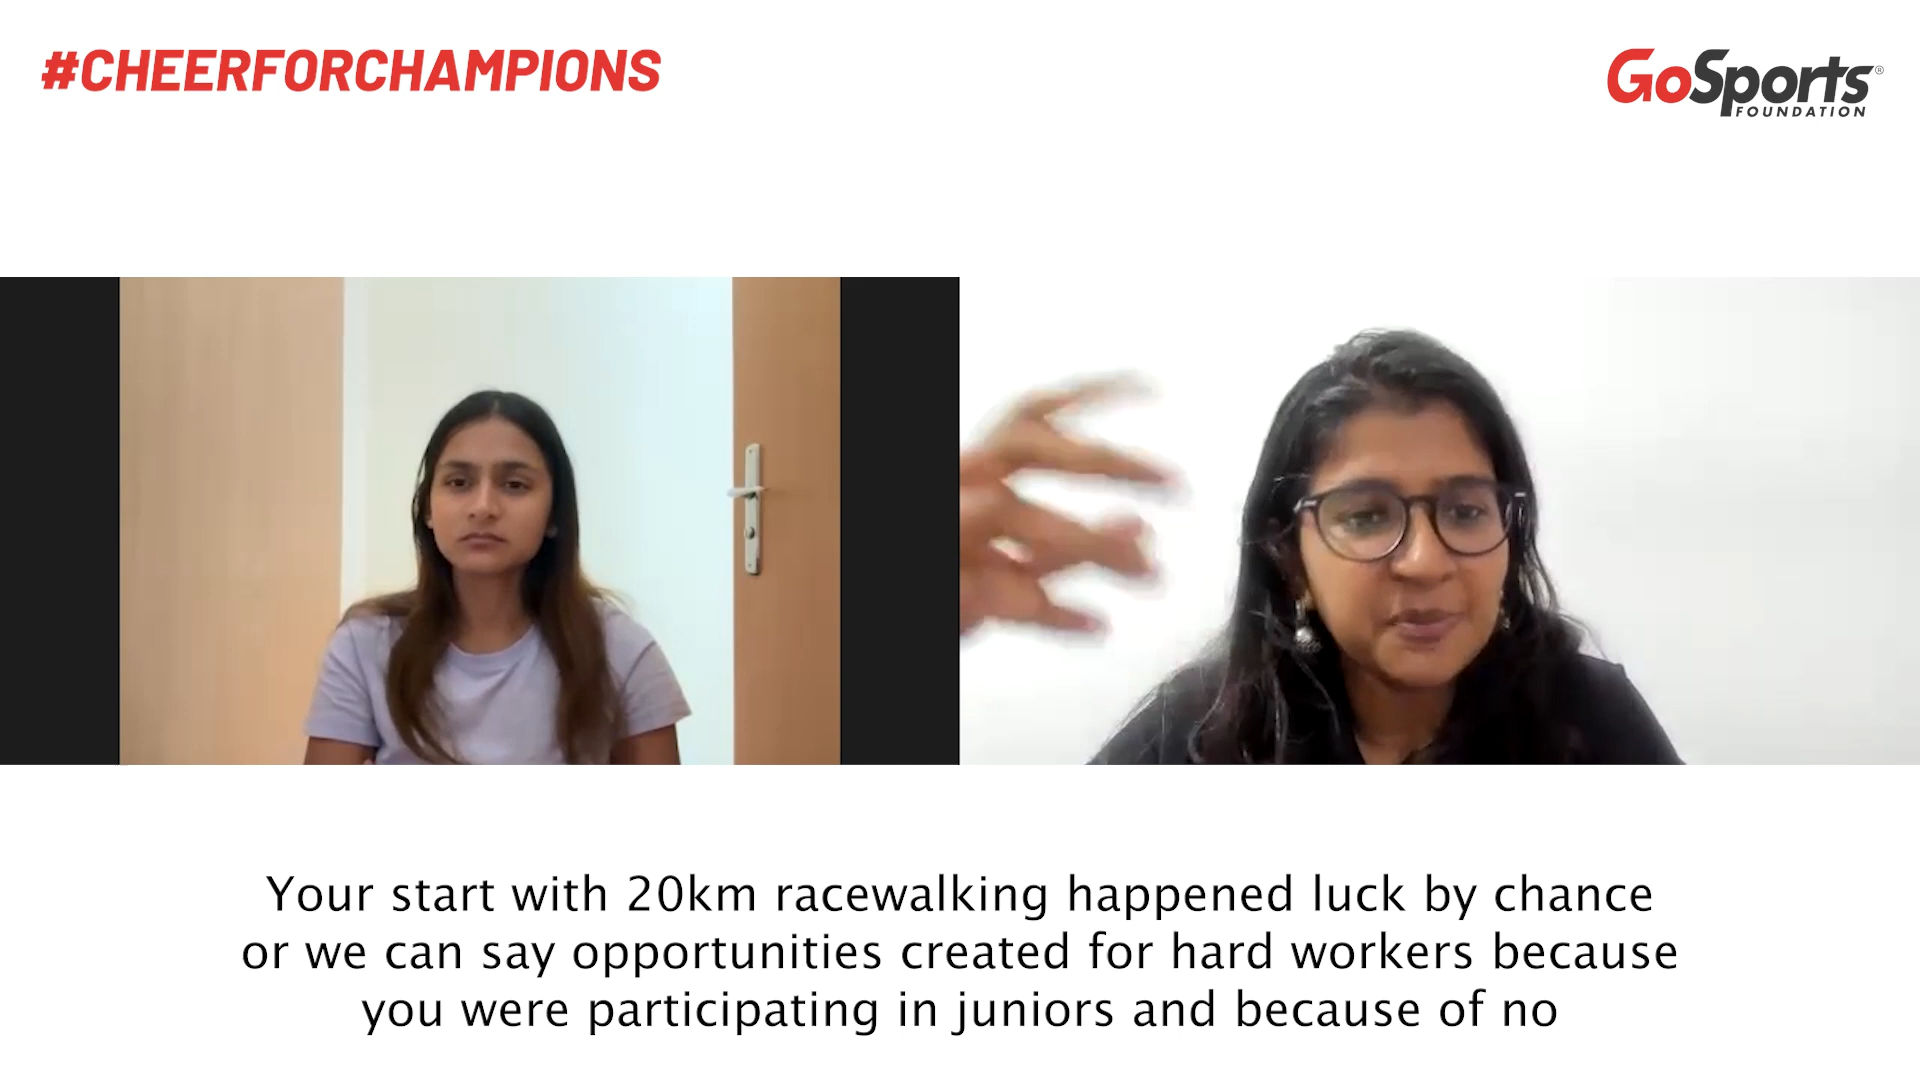 #CHEERFORCHAMPIONS
GoSports®
FOUNDATION
Your start with 20km racewalking happened luck by chance
or we can say opportunities created for hard workers because
you were participating in juniors and because of no